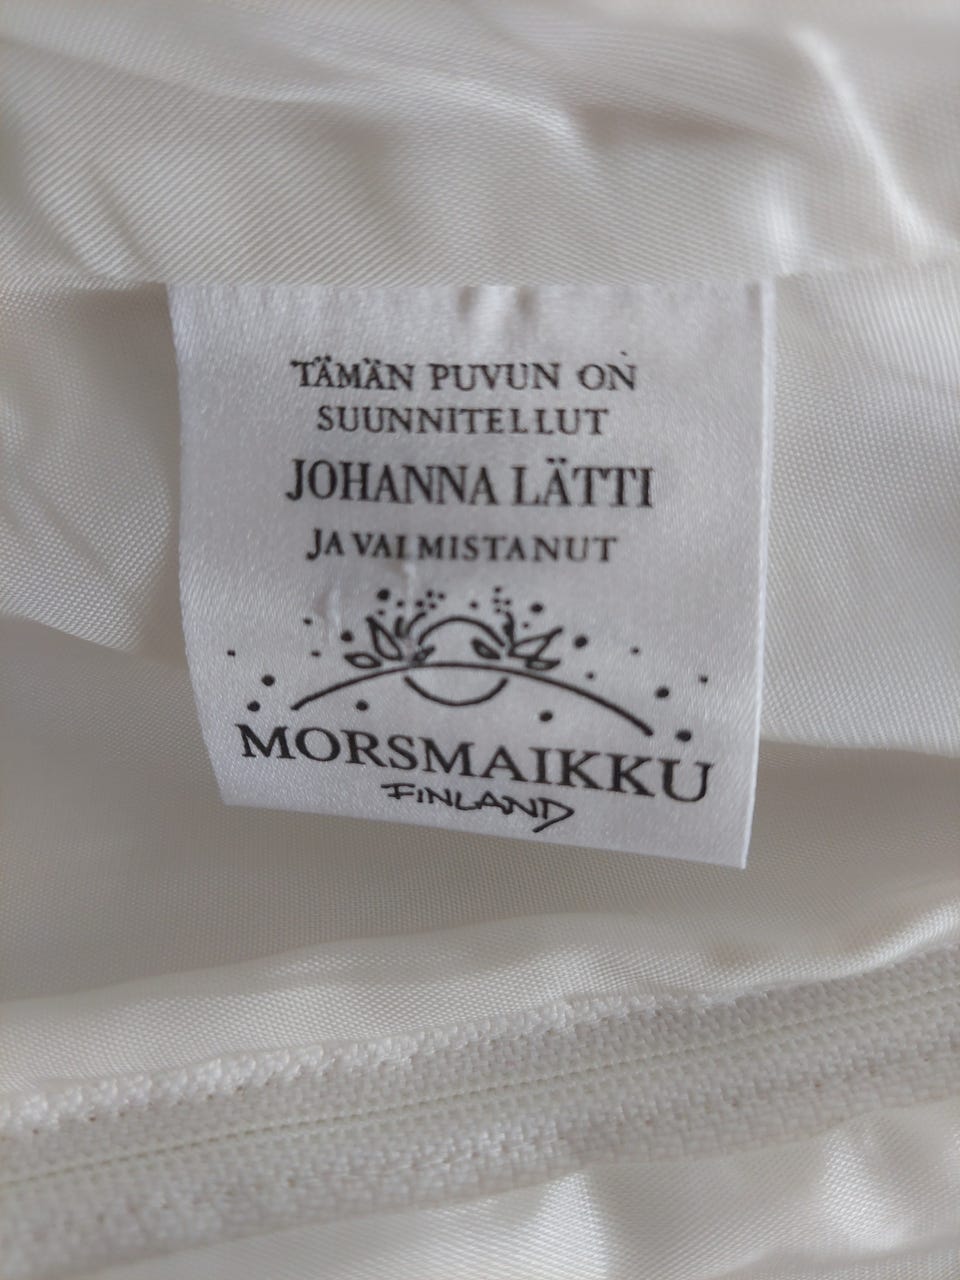 TÄMÄN PUVUN ON
SUUNNITELLUT
JOHANNA LÄTTI
JA VALMISTANUT
MORSMAIKKU
FINLAND